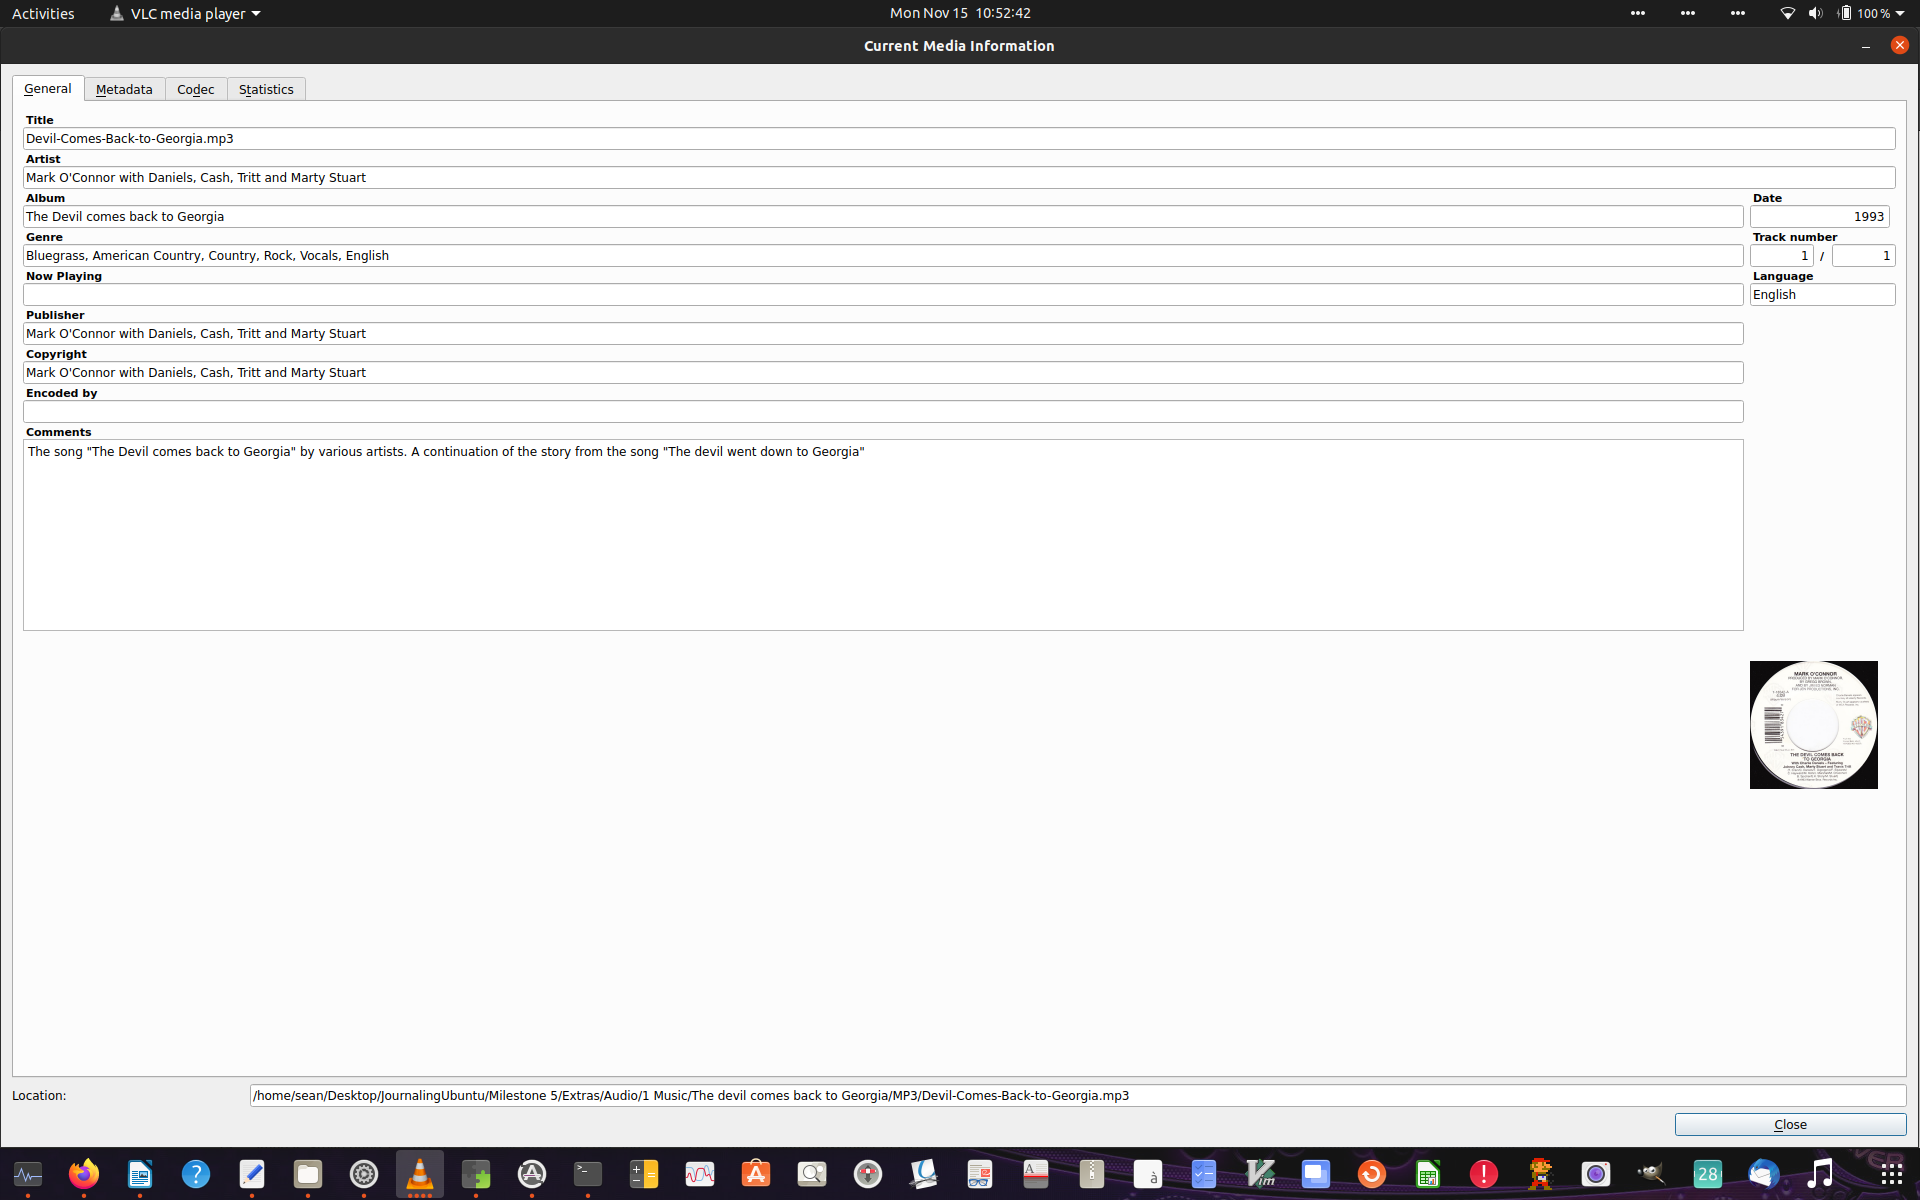 Activities VLC media player Mon Nov 15 10:52:42 100 %
Current Media Information
General Metadata Codec Statistics
Title
Devil-Comes-Back-to-Georgia.mp3
Artist
Mark O'Connor with Daniels, Cash, Tritt and Marty Stuart
Album Date
The Devil comes back to Georgia 1993
Genre Track number
Bluegrass, American Country, Country, Rock, Vocals, English 1 / 1
Now Playing Language
English
Publisher
Mark O'Connor with Daniels, Cash, Tritt and Marty Stuart
Copyright
Mark O'Connor with Daniels, Cash, Tritt and Marty Stuart
Encoded by
Comments
The song "The Devil comes back to Georgia" by various artists. A continuation of the story from the song "The devil went down to Georgia"
MARK O'CONNOR
THE DEVIL COMES BACK
TO GEORGIA
Location: /home/sean/Desktop/JournalingUbuntu/Milestone 5/Extras/Audio/1 Music/The devil comes back to Georgia/MP3/Devil-Comes-Back-to-Georgia.mp3
Close
28